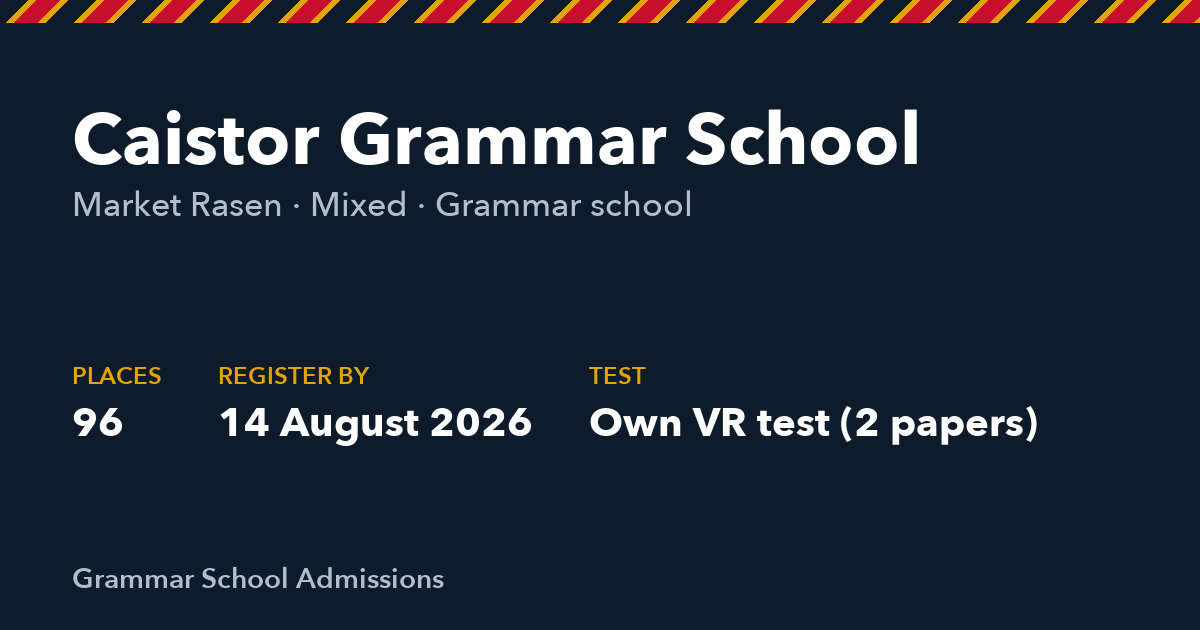 Caistor Grammar School
Market Rasen · Mixed · Grammar school
PLACES
96
REGISTER BY
14 August 2026
TEST
Own VR test (2 papers)
Grammar School Admissions